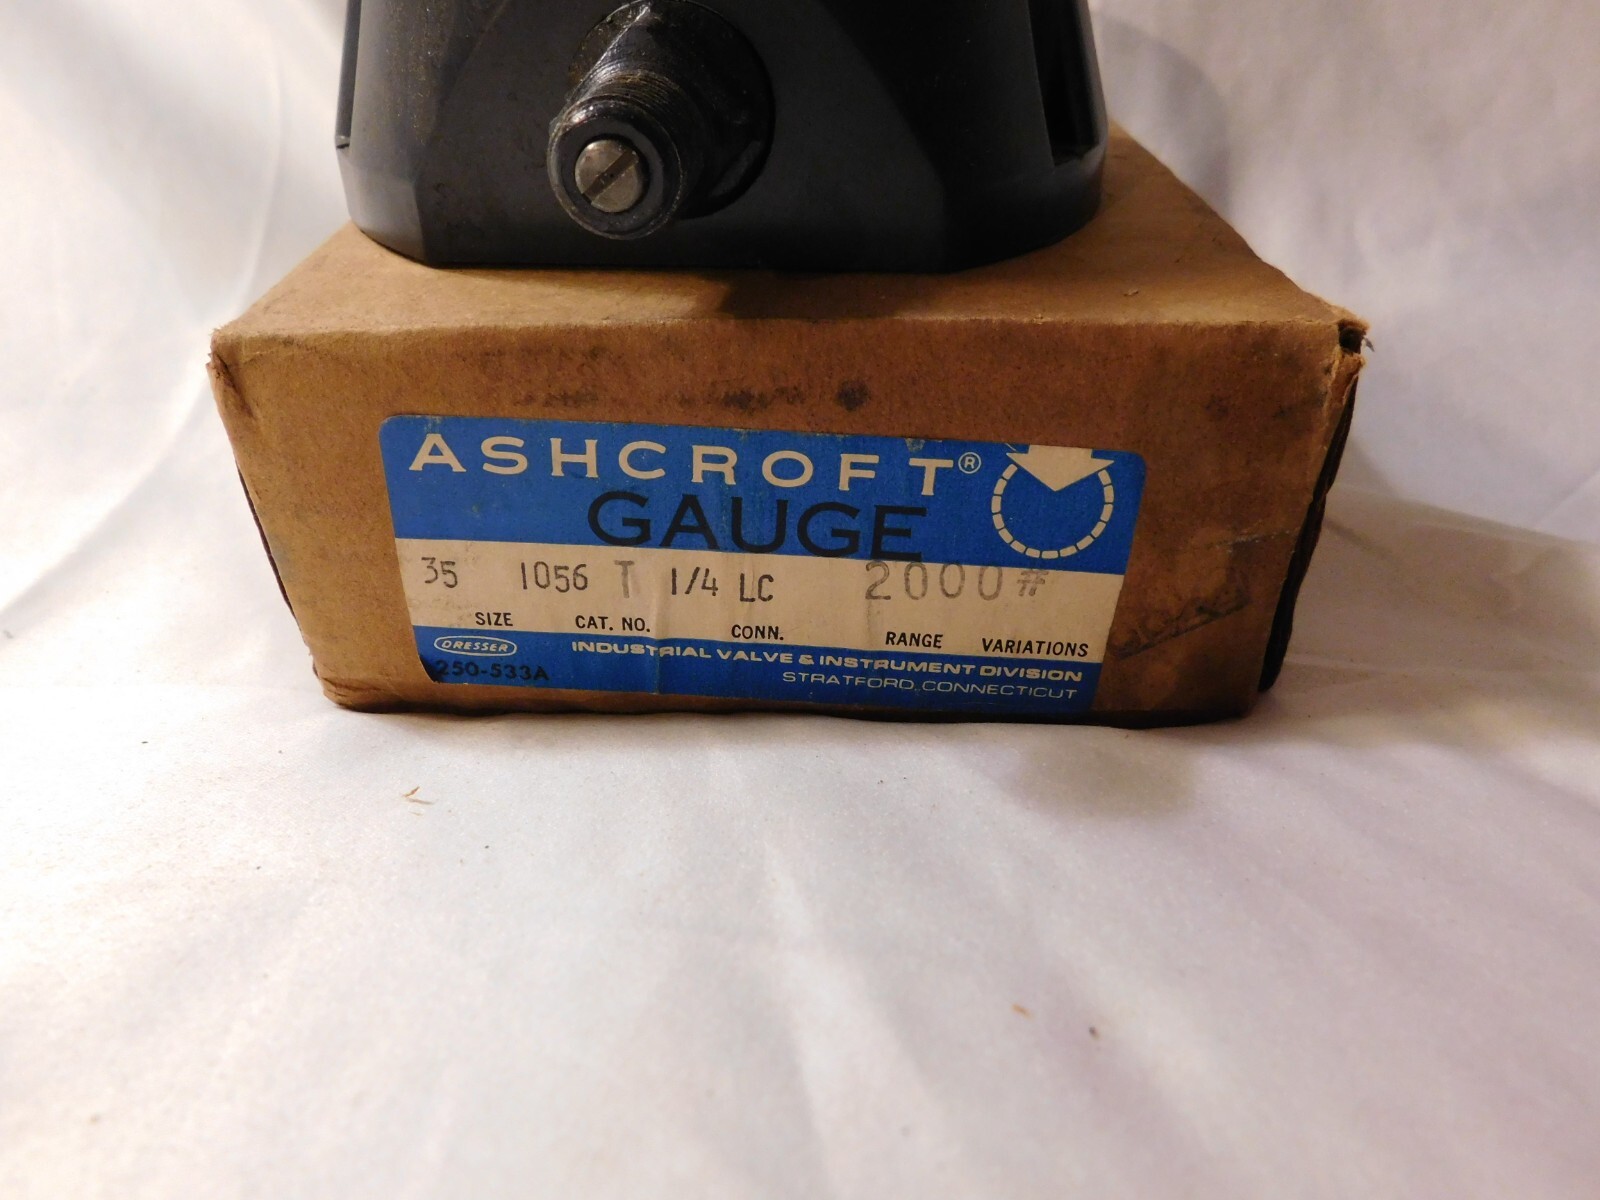 ASHCROFT®
GAUGE
35 1056 T 1/4 LC 2000#
SIZE CAT. NO. CONN. RANGE VARIATIONS
DRESSER INDUSTRIAL VALVE & INSTRUMENT DIVISION
250-533A STRATFORD, CONNECTICUT